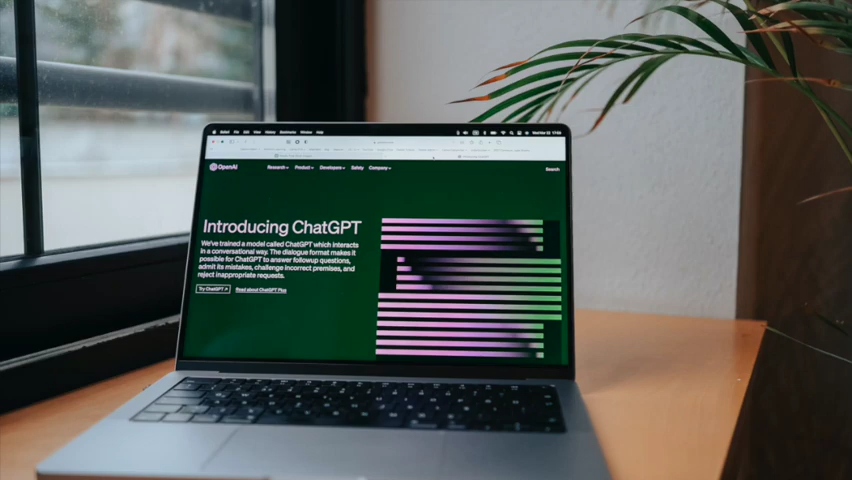 OpenAI
Research Product Developers Safety Company
Search
Introducing ChatGPT
We've trained a model called ChatGPT which interacts
in a conversational way. The dialogue format makes it
possible for ChatGPT to answer followup questions,
admit its mistakes, challenge incorrect premises, and
reject inappropriate requests.
Try ChatGPT ↗ Read about ChatGPT Plus